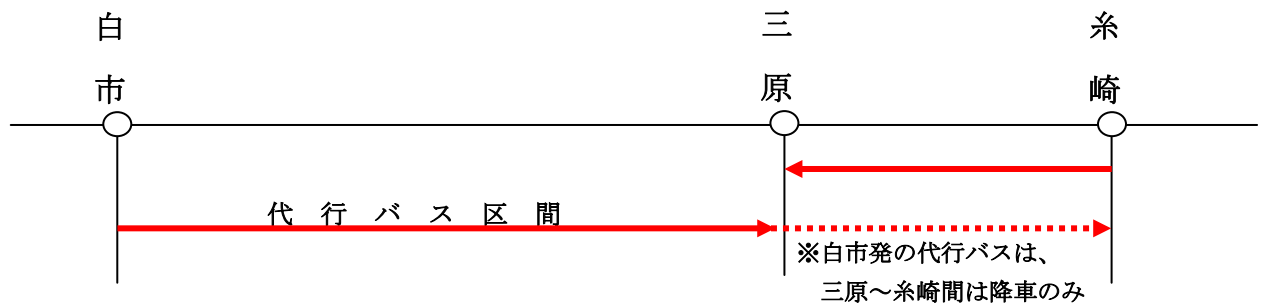 白市
三原
糸崎
代行バス区間
※白市発の代行バスは、
三原~糸崎間は降車のみ